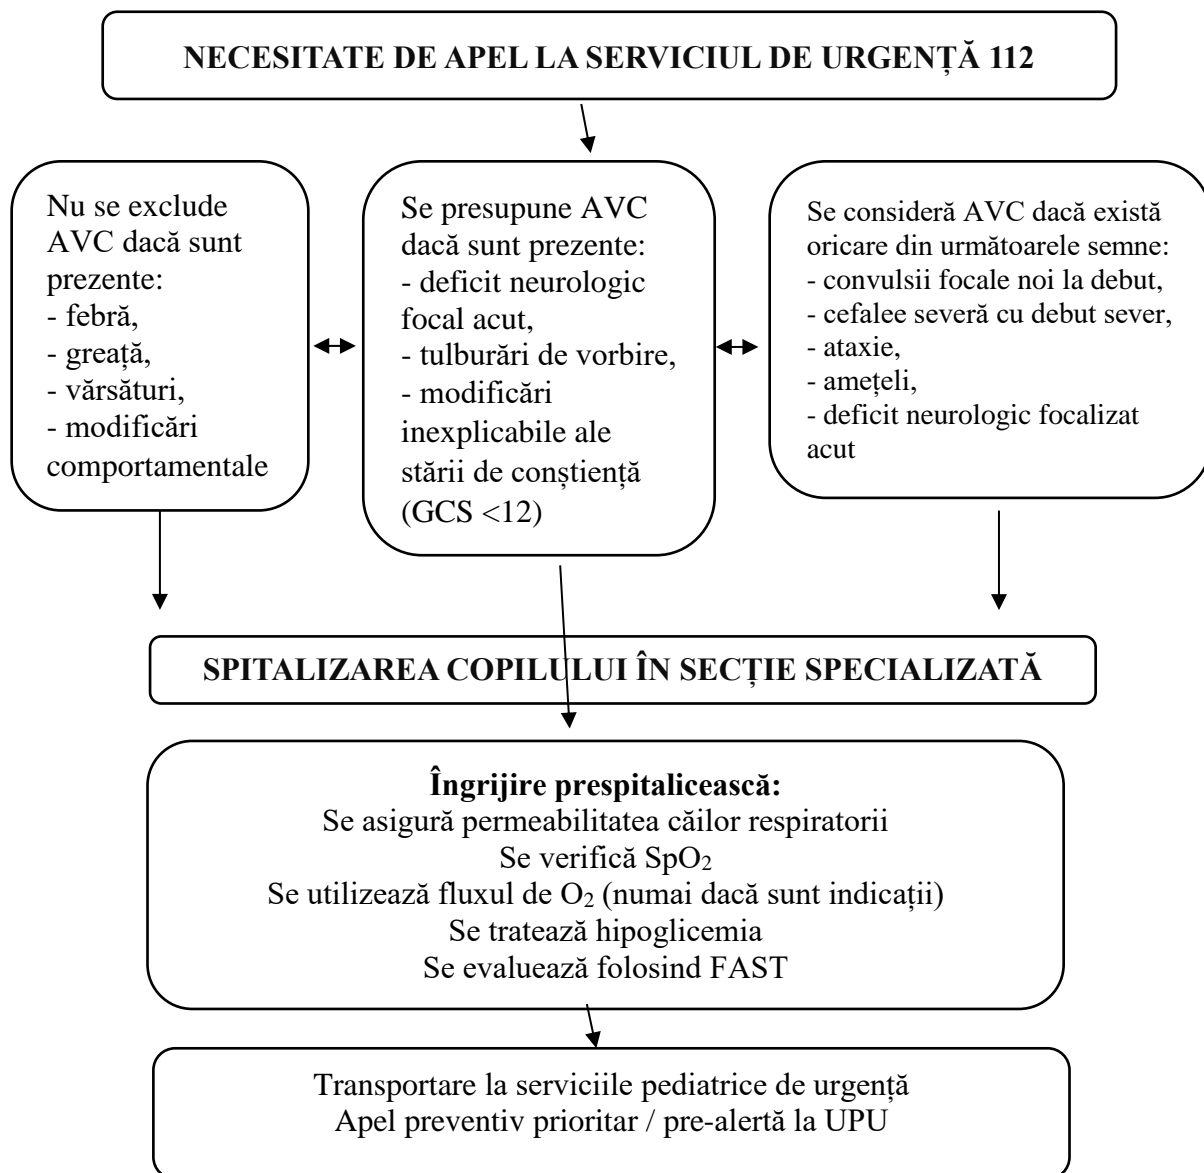 NECESITATE DE APEL LA SERVICIUL DE URGENȚĂ 112
Nu se exclude
AVC dacă sunt
prezente:
- febră,
- greață,
- vărsături,
- modificări
comportamentale
Se presupune AVC
dacă sunt prezente:
- deficit neurologic
focal acut,
- tulburări de vorbire,
- modificări
inexplicabile ale
stării de conștiență
(GCS <12)
Se consideră AVC dacă există
oricare din următoarele semne:
- convulsii focale noi la debut,
- cefalee severă cu debut sever,
- ataxie,
- amețeli,
- deficit neurologic focalizat
acut
SPITALIZAREA COPILULUI ÎN SECȚIE SPECIALIZATĂ
Îngrijire prespitalicească:
Se asigură permeabilitatea căilor respiratorii
Se verifică SpO₂
Se utilizează fluxul de O₂ (numai dacă sunt indicații)
Se tratează hipoglicemia
Se evaluează folosind FAST
Transportare la serviciile pediatrice de urgență
Apel preventiv prioritar / pre-alertă la UPU